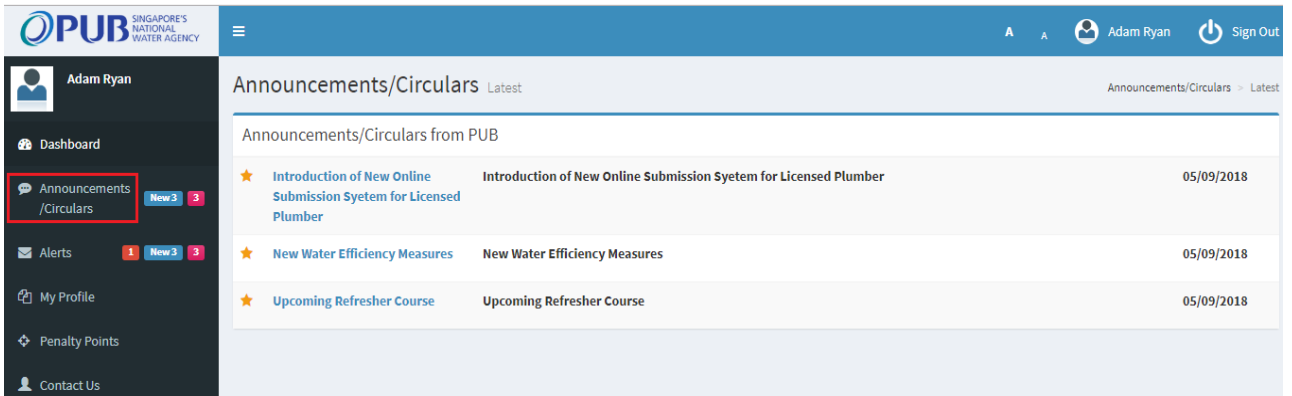 PUB SINGAPORE'S
NATIONAL
WATER AGENCY
A A Adam Ryan Sign Out
Adam Ryan
Dashboard
Announcements
/Circulars New 3 3
Alerts 1 New 3 3
My Profile
Penalty Points
Contact Us
Announcements/Circulars Latest
Announcements/Circulars > Latest
Announcements/Circulars from PUB
Introduction of New Online
Submission Syetem for Licensed
Plumber
Introduction of New Online Submission Syetem for Licensed Plumber
05/09/2018
New Water Efficiency Measures
New Water Efficiency Measures
05/09/2018
Upcoming Refresher Course
Upcoming Refresher Course
05/09/2018